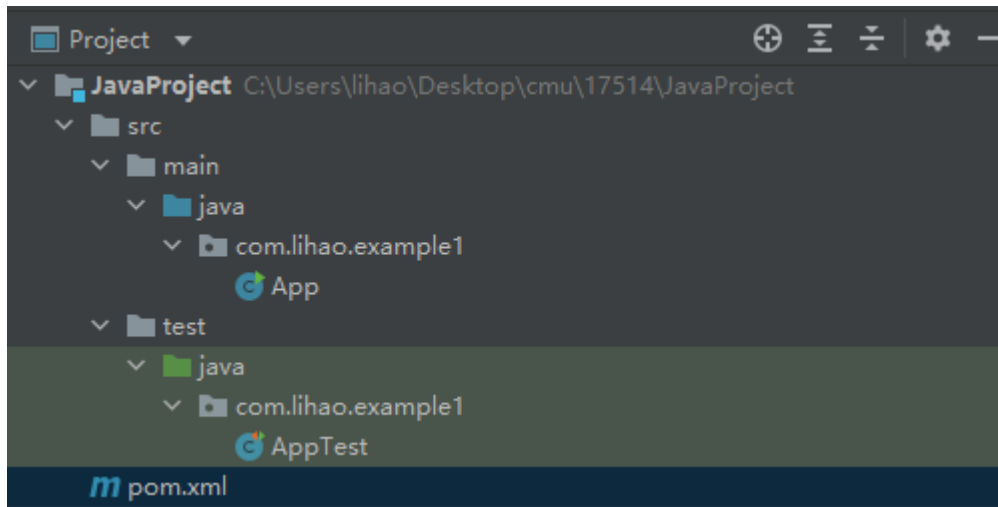 Project
JavaProject C:\Users\lihao\Desktop\cmu\17514\JavaProject
src
main
java
com.lihao.example1
App
test
java
com.lihao.example1
AppTest
pom.xml